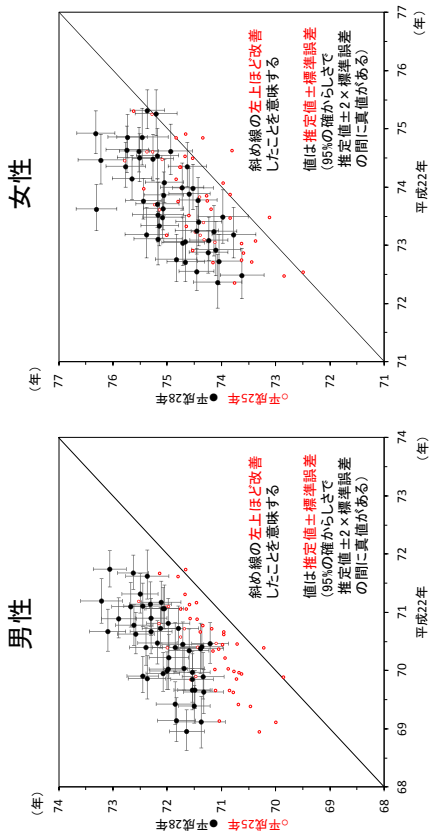 男性
(年)
74
73
72
71
70
69
68
●平成28年
○平成25年
斜め線の左上ほど改善
したことを意味する
値は推定値±標準誤差
(95%の確からしさで
推定値±2×標準誤差
の間に真値がある)
68
69
70
71
72
73
74
平成22年
(年)
女性
(年)
77
76
75
74
73
72
71
●平成28年
○平成25年
斜め線の左上ほど改善
したことを意味する
値は推定値±標準誤差
(95%の確からしさで
推定値±2×標準誤差
の間に真値がある)
71
72
73
74
75
76
77
平成22年
(年)